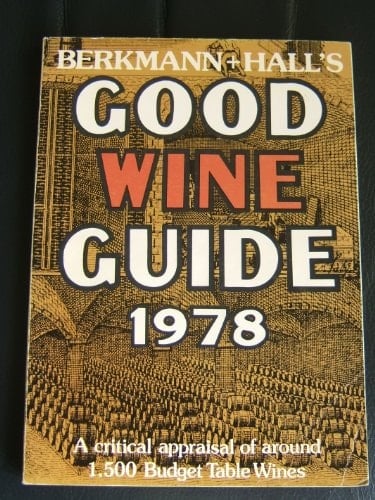 BERKMANN+HALL'S
GOOD
WINE
GUIDE
1978
A critical appraisal of around
1,500 Budget Table Wines